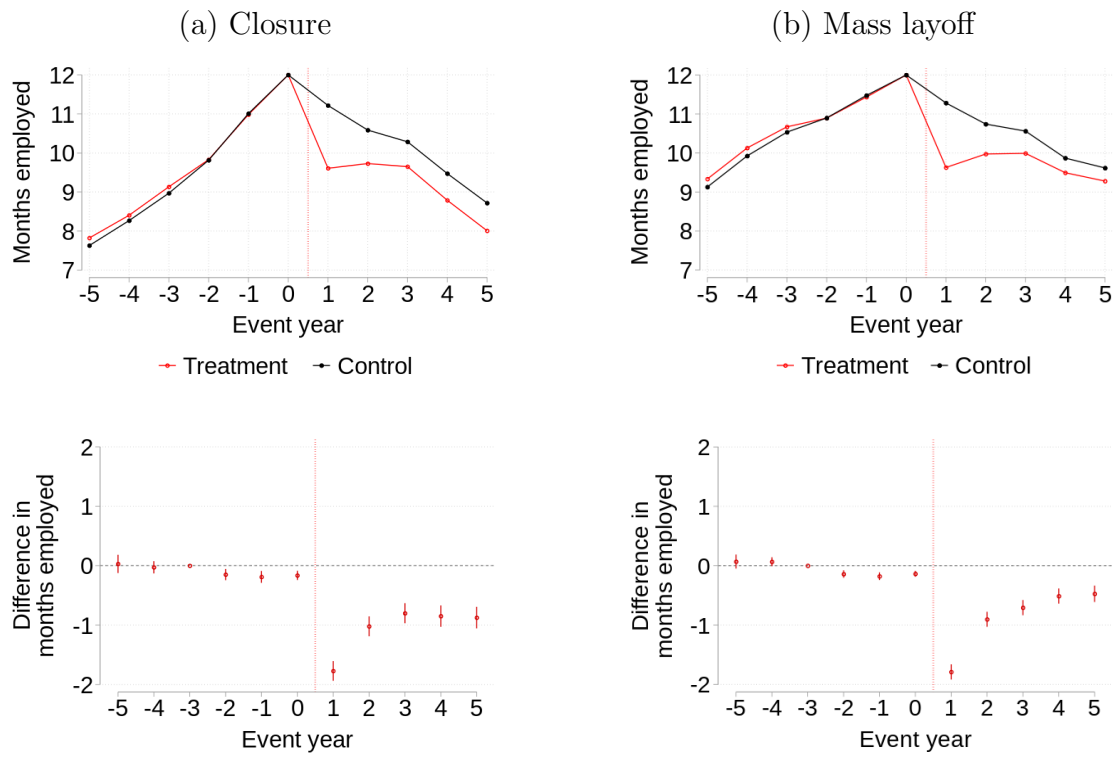 (a) Closure
Months employed
12
11
10
9
8
7
-5 -4 -3 -2 -1 0 1 2 3 4 5
Event year
Treatment Control
(b) Mass layoff
Months employed
12
11
10
9
8
7
-5 -4 -3 -2 -1 0 1 2 3 4 5
Event year
Treatment Control
Difference in
months employed
2
1
0
-1
-2
-5 -4 -3 -2 -1 0 1 2 3 4 5
Event year
Difference in
months employed
2
1
0
-1
-2
-5 -4 -3 -2 -1 0 1 2 3 4 5
Event year